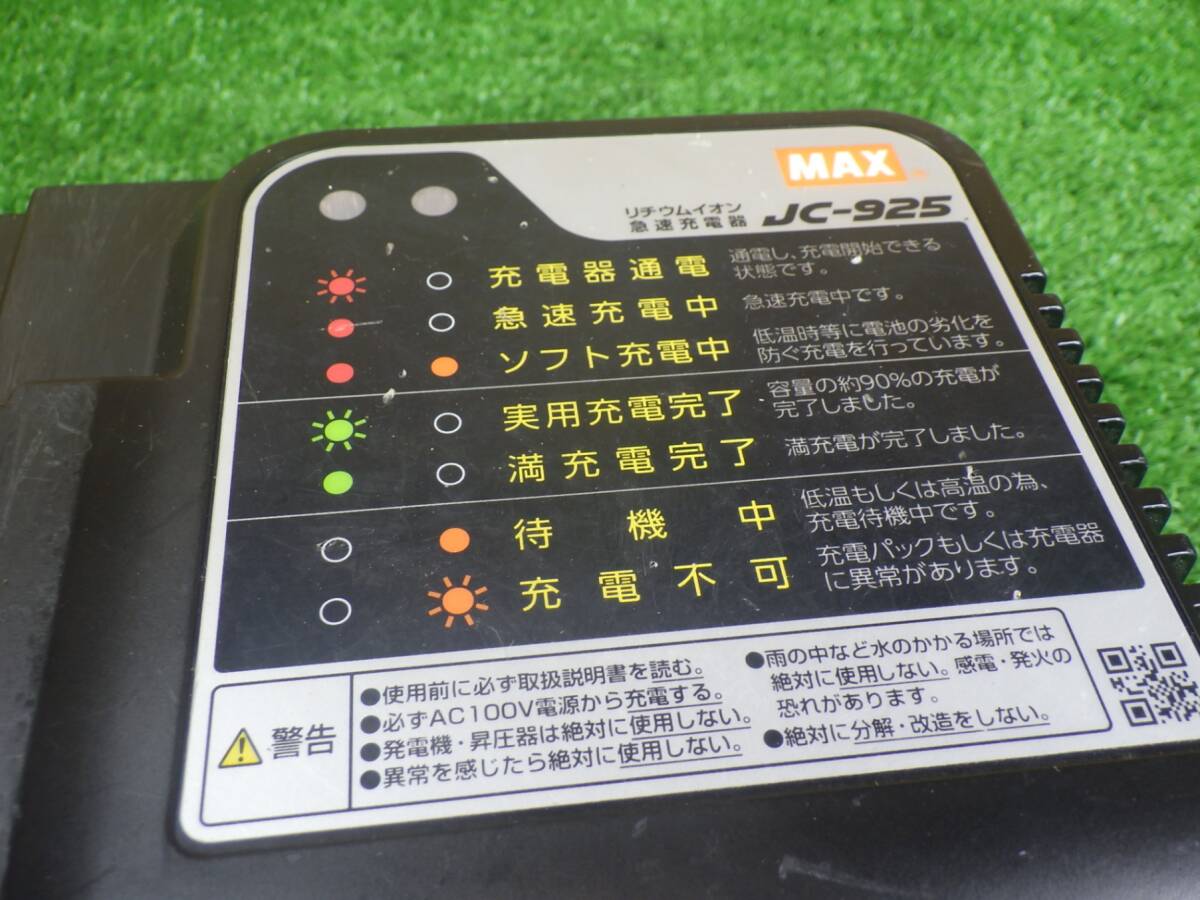 MAX
リチウムイオン
急速充電器 JC-925
充電器通電 通電し、充電開始できる
状態です。
急速充電中 急速充電中です。
ソフト充電中 低温時等に電池の劣化を
防ぐ充電を行っています。
実用充電完了 容量の約90%の充電が
完了しました。
満充電完了 満充電が完了しました。
待機中 低温もしくは高温の為、
充電待機中です。
充電不可 充電パックもしくは充電器
に異常があります。
警告
●使用前に必ず取扱説明書を読む。
●必ずAC100V電源から充電する。
●発電機・昇圧器は絶対に使用しない。
●異常を感じたら絶対に使用しない。
●雨の中など水のかかる場所では
絶対に使用しない。感電・発火の
恐れがあります。
●絶対に分解・改造をしない。